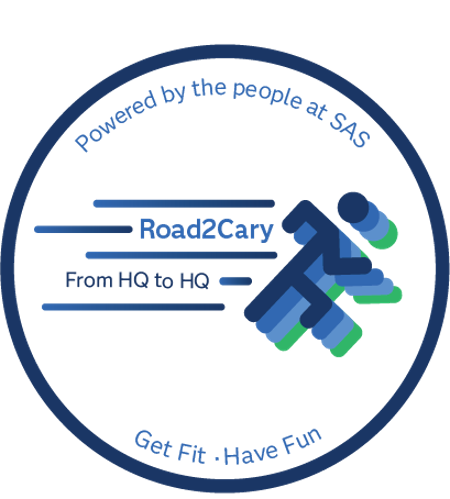 Powered by the people at SAS
Road2Cary
From HQ to HQ
Get Fit · Have Fun